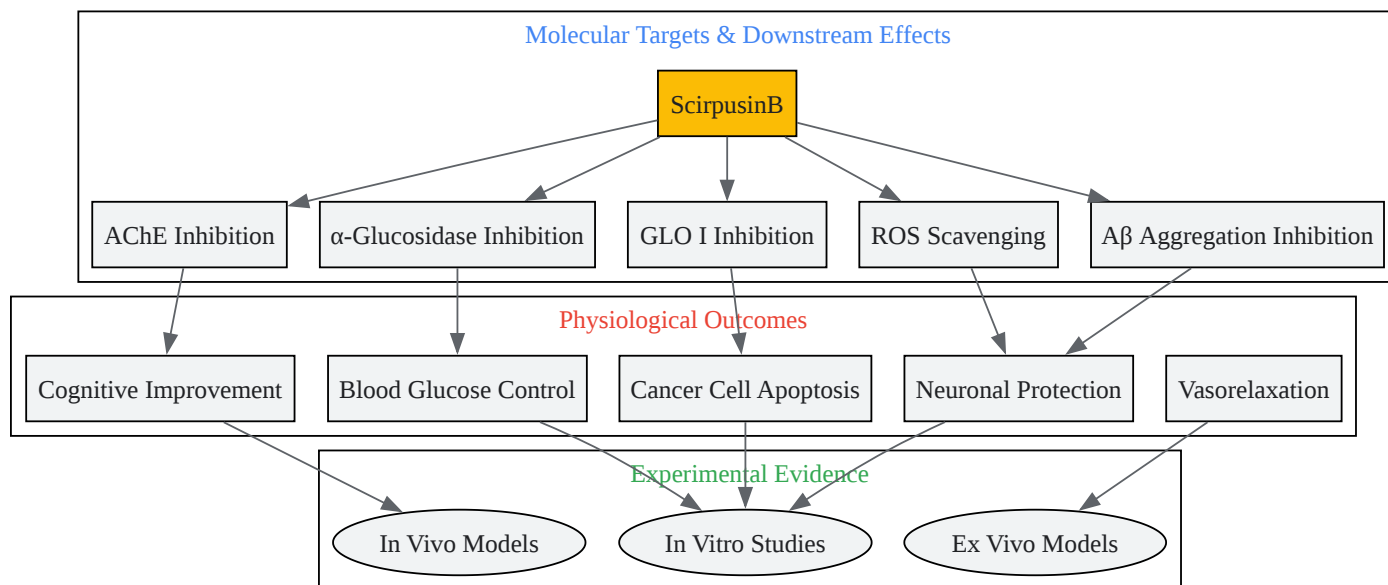 Molecular Targets & Downstream Effects
ScirpusinB
AChE Inhibition
α-Glucosidase Inhibition
GLO I Inhibition
ROS Scavenging
Aβ Aggregation Inhibition
Physiological Outcomes
Cognitive Improvement
Blood Glucose Control
Cancer Cell Apoptosis
Neuronal Protection
Vasorelaxation
Experimental Evidence
In Vivo Models
In Vitro Studies
Ex Vivo Models